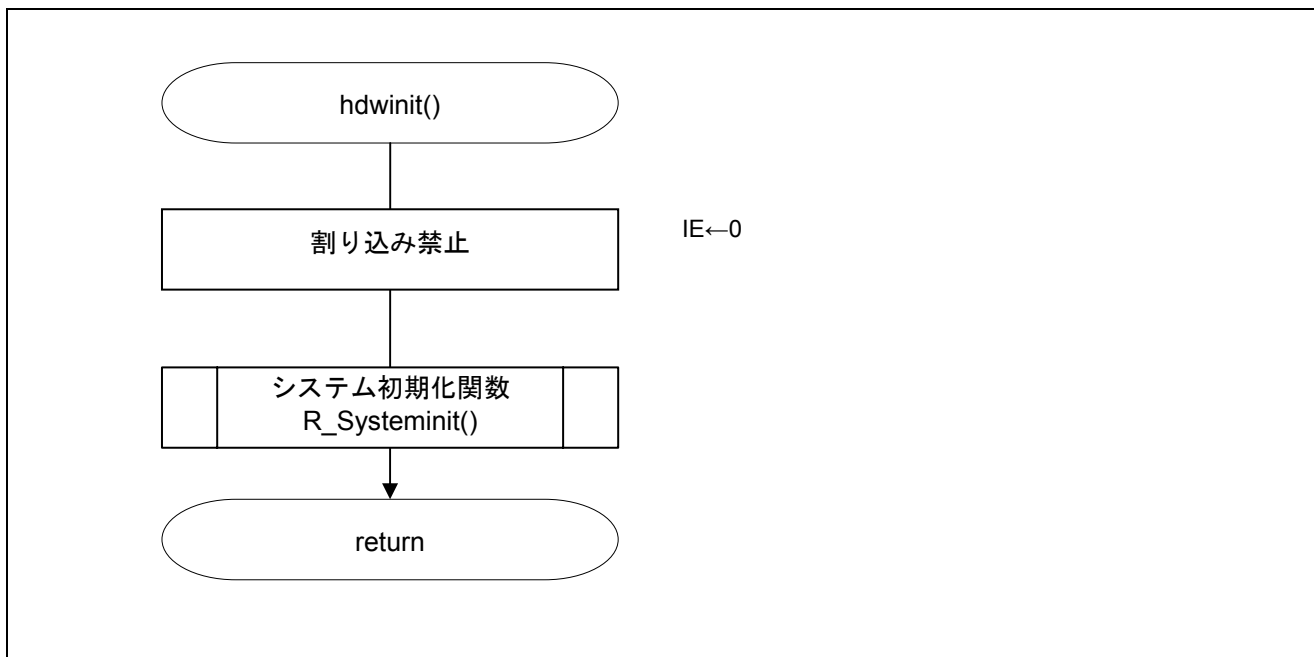 hdwinit()
割り込み禁止
IE←0
システム初期化関数
R_Systeminit()
return